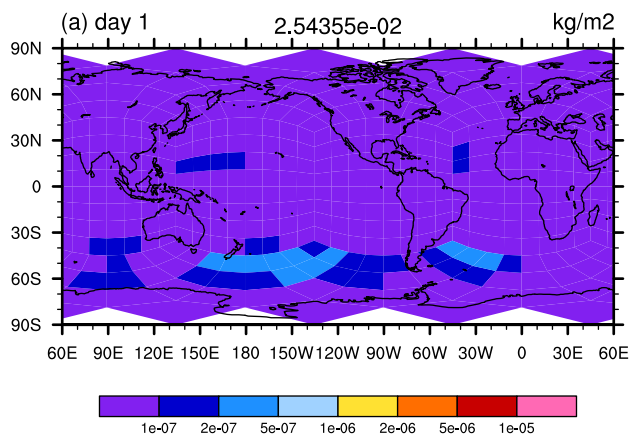 (a) day 1 2.54355e-02 kg/m2
90N
60N
30N
0
30S
60S
90S
60E 90E 120E 150E 180 150W 120W 90W 60W 30W 0 30E 60E
1e-07 2e-07 5e-07 1e-06 2e-06 5e-06 1e-05